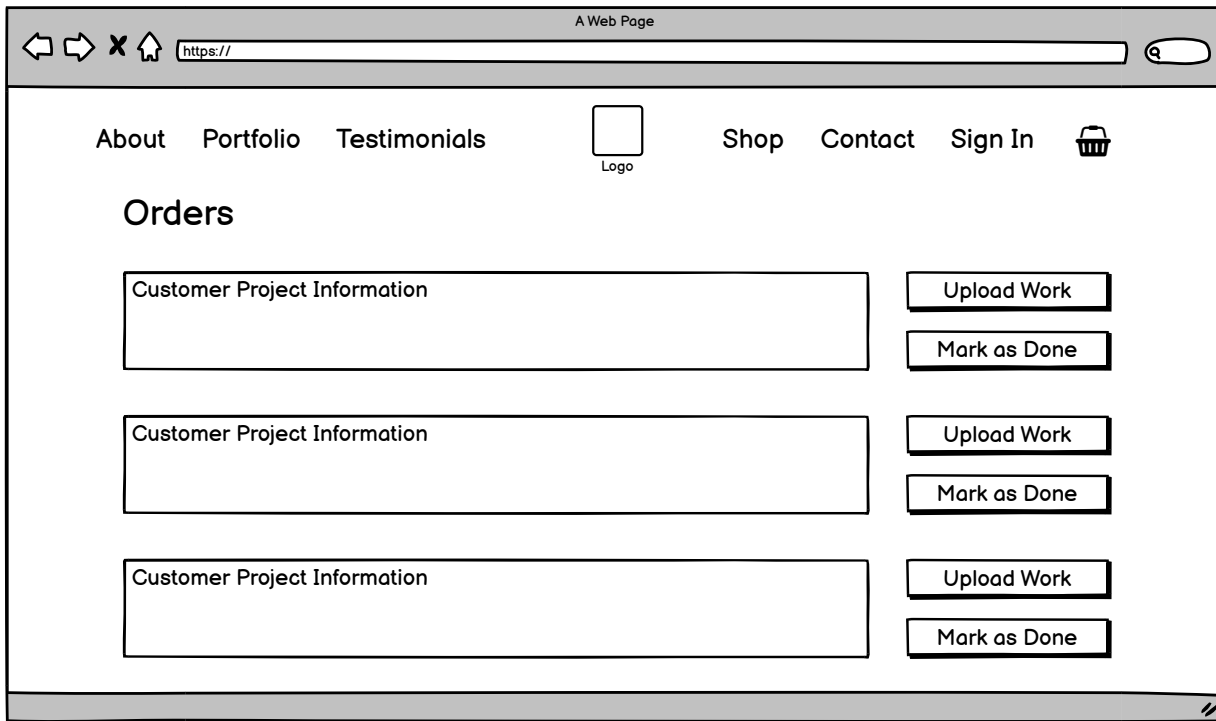 A Web Page
https://
About Portfolio Testimonials Logo Shop Contact Sign In
Orders
Customer Project Information
Upload Work
Mark as Done
Customer Project Information
Upload Work
Mark as Done
Customer Project Information
Upload Work
Mark as Done